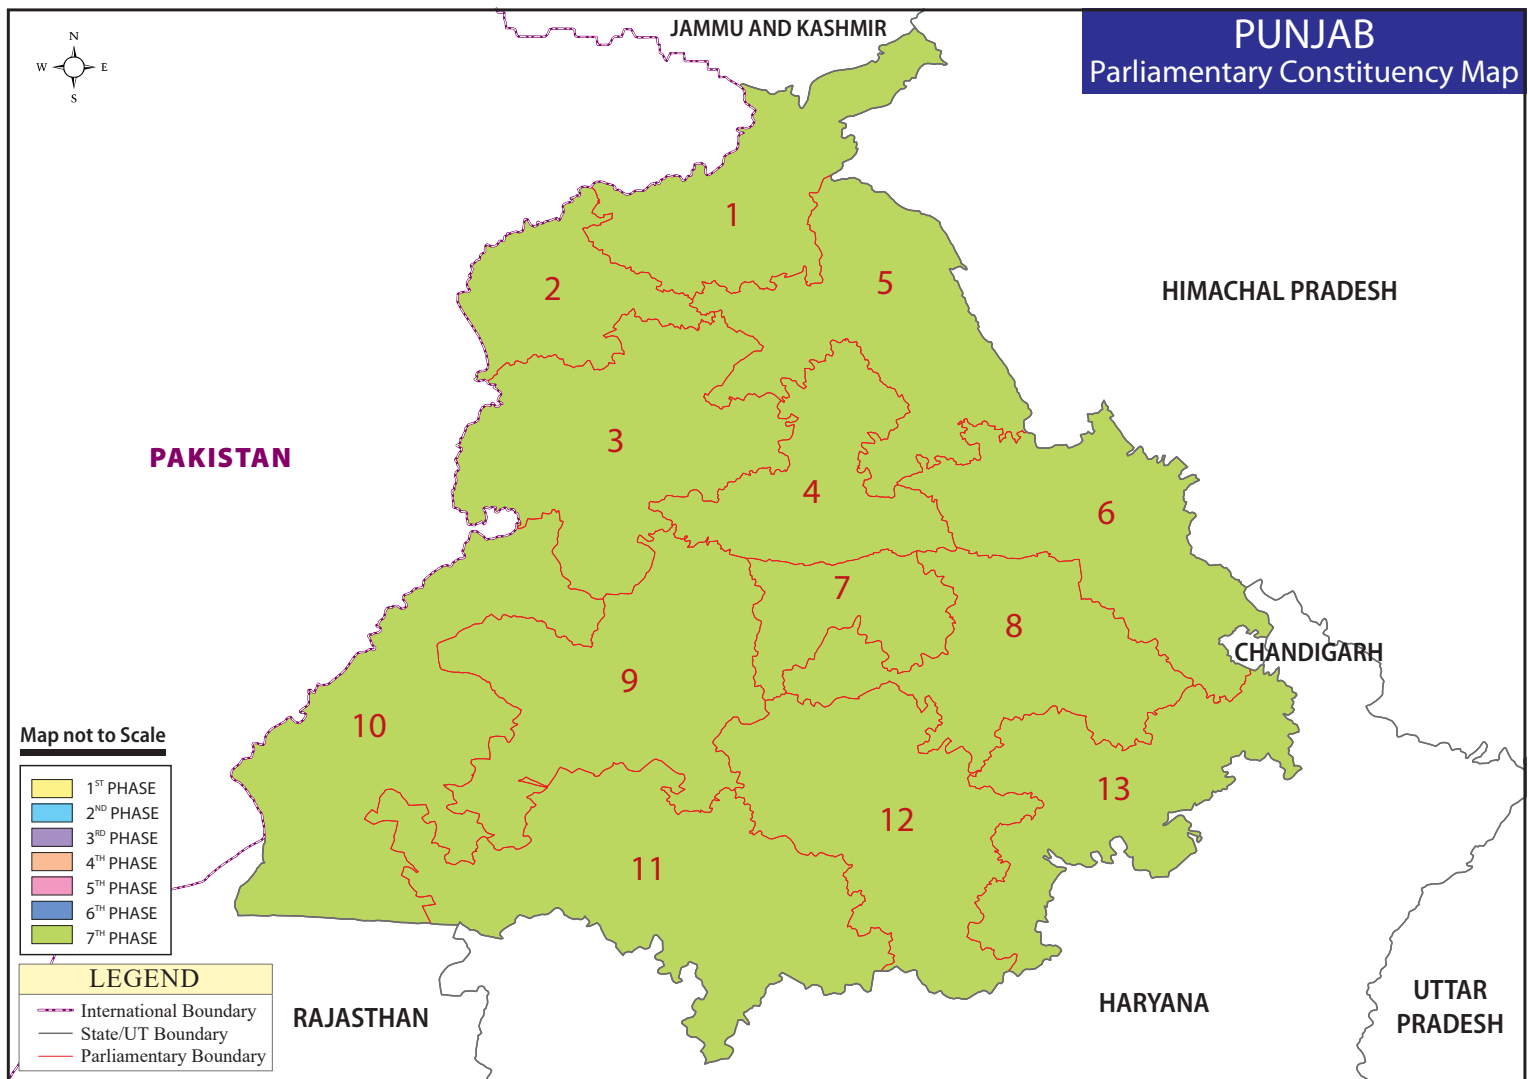 PUNJAB
Parliamentary Constituency Map
N
W
E
S
JAMMU AND KASHMIR
HIMACHAL PRADESH
PAKISTAN
CHANDIGARH
HARYANA
UTTAR
PRADESH
RAJASTHAN
1
2
3
4
5
6
7
8
9
10
11
12
13
Map not to Scale
1ST PHASE
2ND PHASE
3RD PHASE
4TH PHASE
5TH PHASE
6TH PHASE
7TH PHASE
LEGEND
International Boundary
State/UT Boundary
Parliamentary Boundary